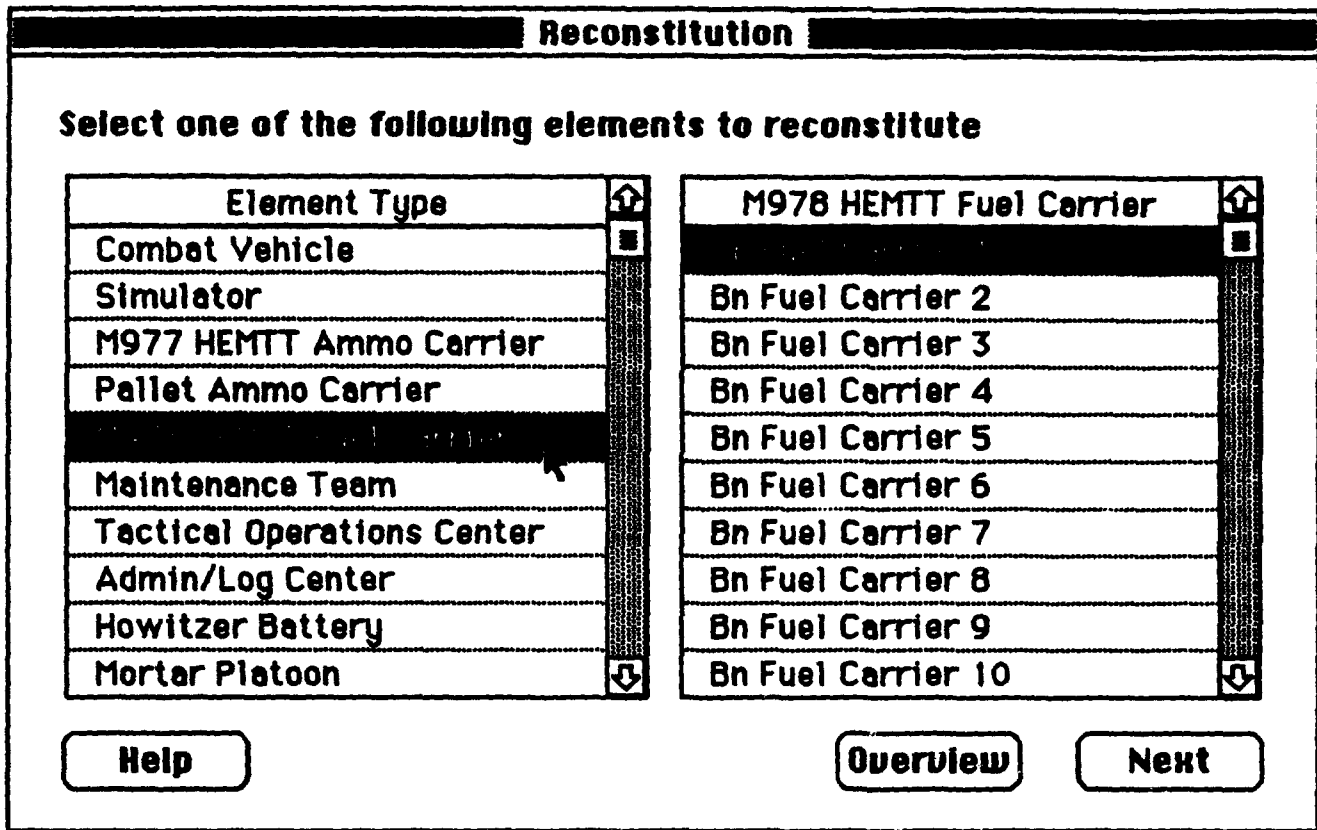 Reconstitution
Select one of the following elements to reconstitute
Element Type
Combat Vehicle
Simulator
M977 HEMTT Ammo Carrier
Pallet Ammo Carrier
Maintenance Team
Tactical Operations Center
Admin/Log Center
Howitzer Battery
Mortar Platoon
M978 HEMTT Fuel Carrier
Bn Fuel Carrier 2
Bn Fuel Carrier 3
Bn Fuel Carrier 4
Bn Fuel Carrier 5
Bn Fuel Carrier 6
Bn Fuel Carrier 7
Bn Fuel Carrier 8
Bn Fuel Carrier 9
Bn Fuel Carrier 10
Help
Overview
Next